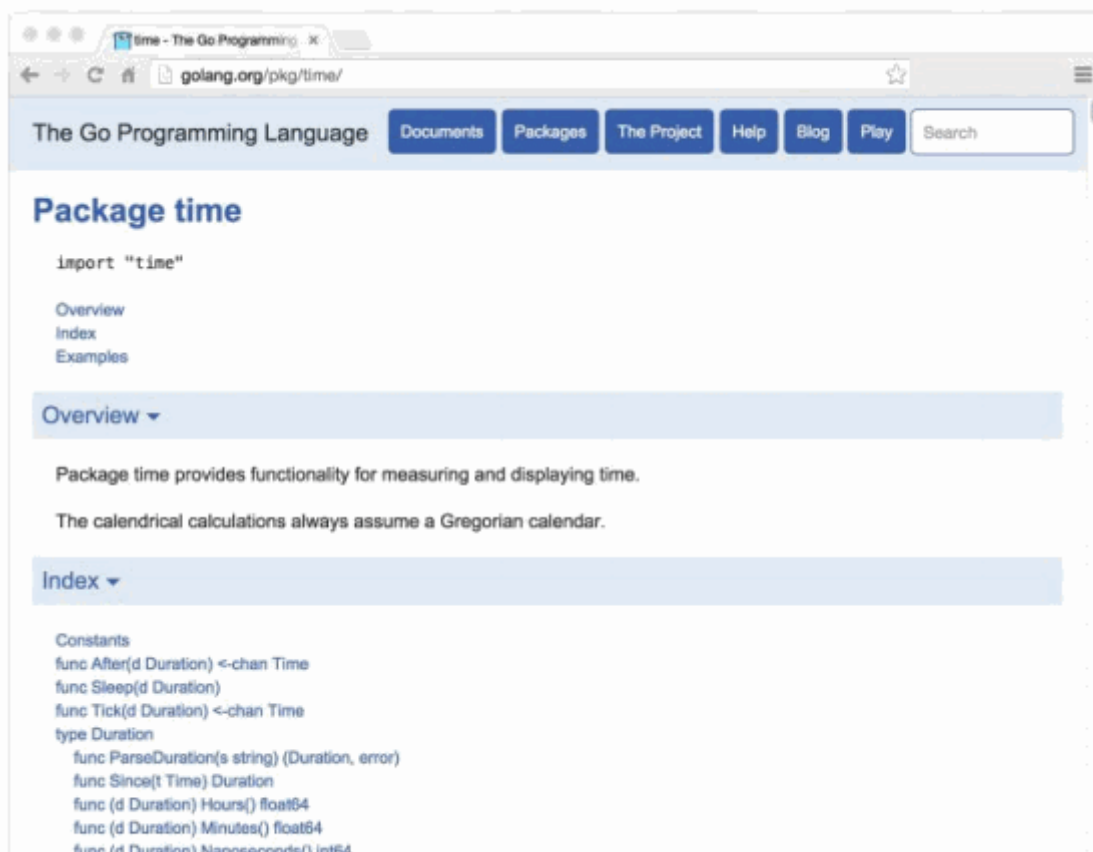 time - The Go Programming
golang.org/pkg/time/
The Go Programming Language Documents Packages The Project Help Blog Play Search
Package time
import "time"
Overview
Index
Examples
Overview
Package time provides functionality for measuring and displaying time.
The calendrical calculations always assume a Gregorian calendar.
Index
Constants
func After(d Duration) <-chan Time
func Sleep(d Duration)
func Tick(d Duration) <-chan Time
type Duration
func ParseDuration(s string) (Duration, error)
func Since(t Time) Duration
func (d Duration) Hours() float64
func (d Duration) Minutes() float64
func (d Duration) Nanoseconds() int64